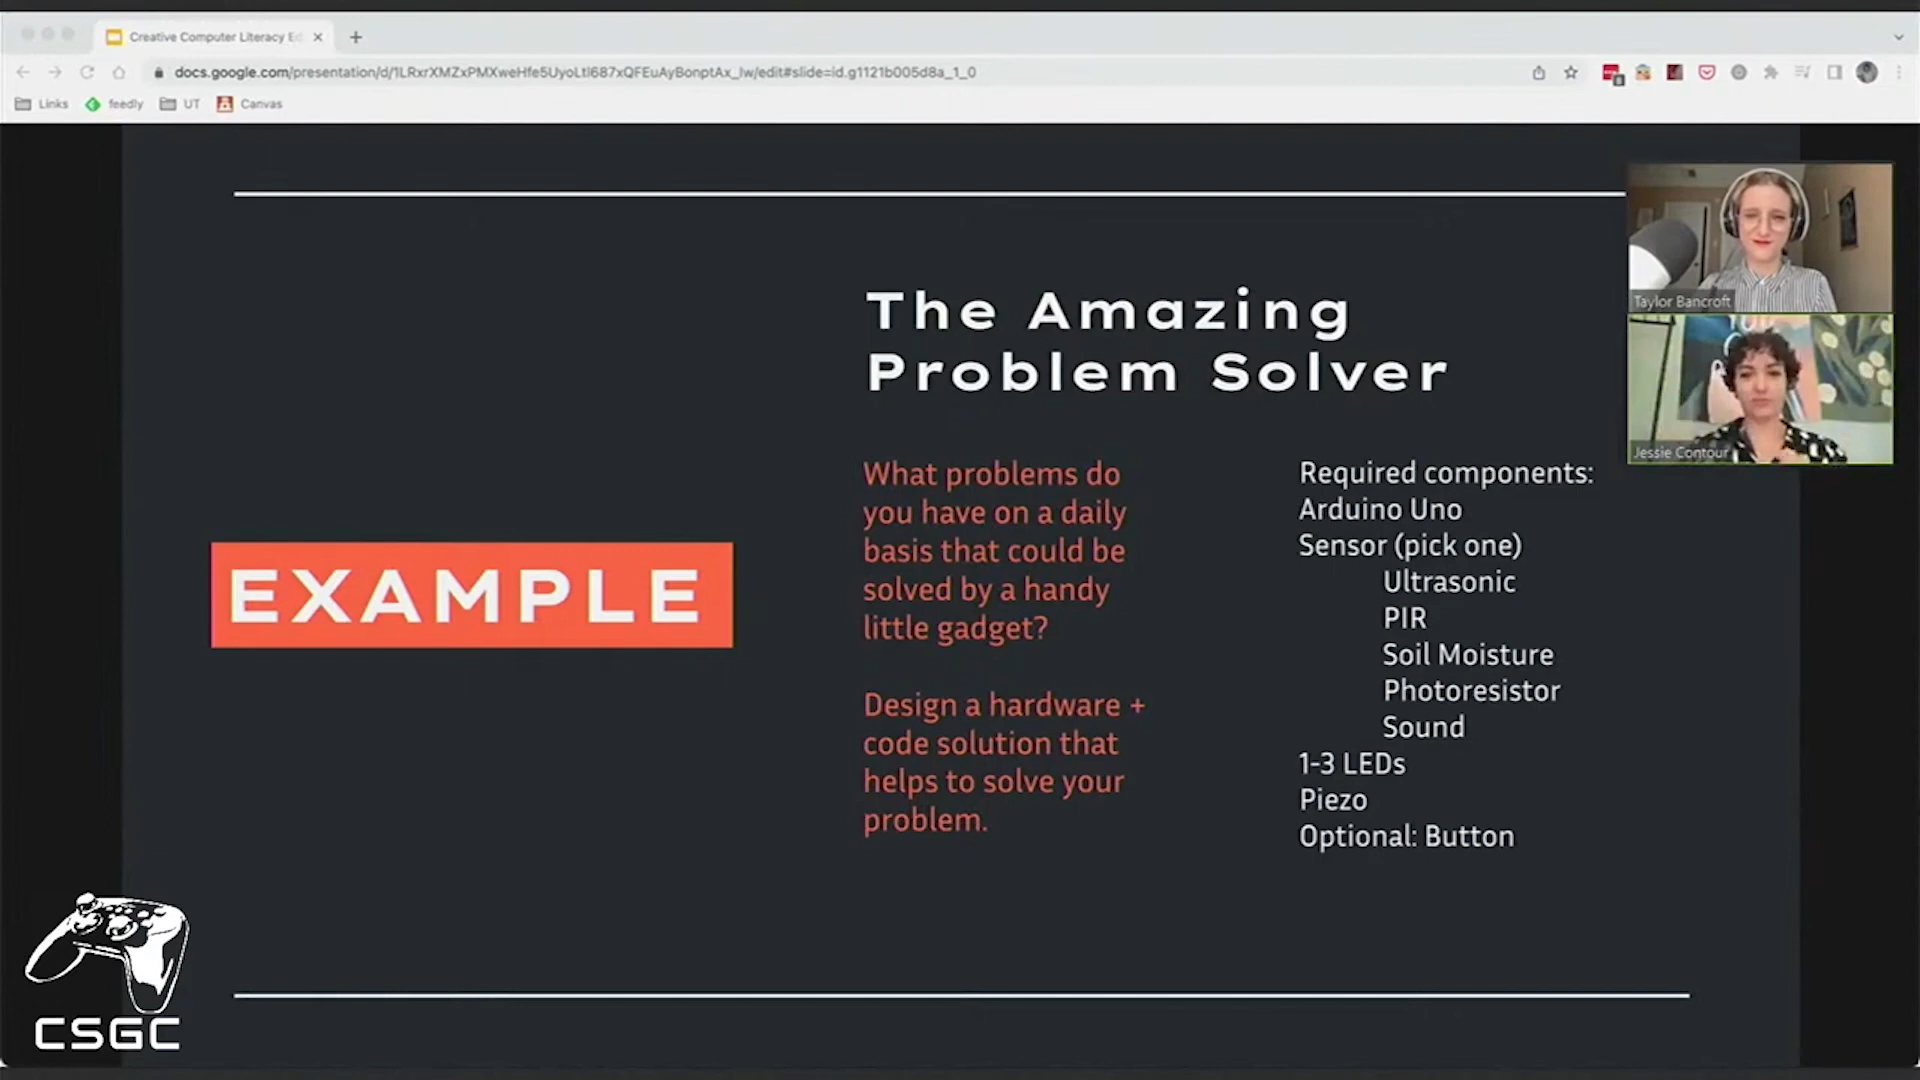 Creative Computer Literacy Ed
docs.google.com/presentation/d/1LRxrXMZxPMXweHfe5UyoLtl687xQFEuAyBonptAx_Iw/edit#slide=id.g1121b005d8a_1_0
Links
feedly
UT
Canvas
The Amazing
Problem Solver
EXAMPLE
What problems do
you have on a daily
basis that could be
solved by a handy
little gadget?
Design a hardware +
code solution that
helps to solve your
problem.
Required components:
Arduino Uno
Sensor (pick one)
Ultrasonic
PIR
Soil Moisture
Photoresistor
Sound
1-3 LEDs
Piezo
Optional: Button
Taylor Bancroft
Jessie Contour
CSGC